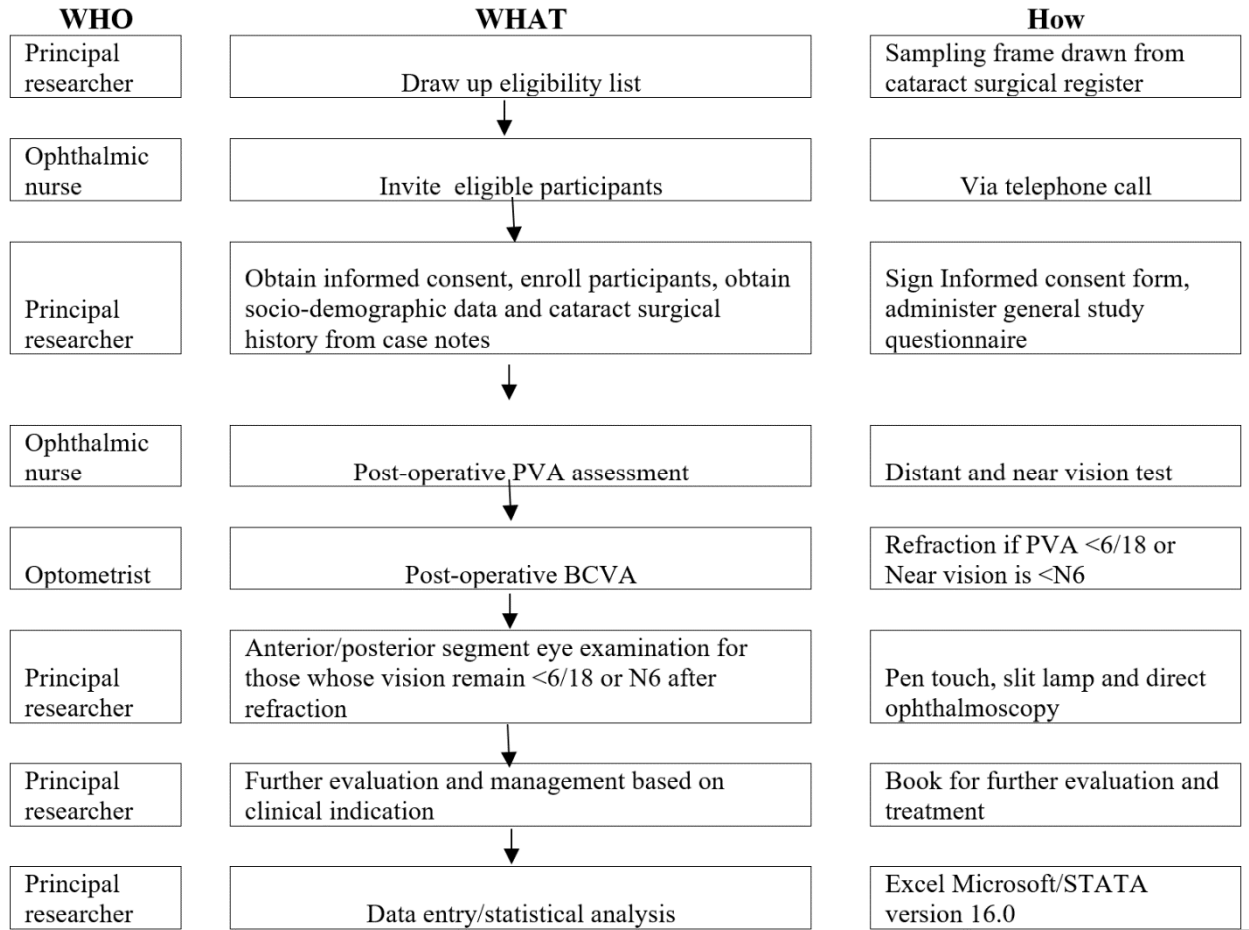 WHO WHAT How
Principal
researcher
Draw up eligibility list
Sampling frame drawn from
cataract surgical register
Ophthalmic
nurse
Invite eligible participants
Via telephone call
Principal
researcher
Obtain informed consent, enroll participants, obtain
socio-demographic data and cataract surgical
history from case notes
Sign Informed consent form,
administer general study
questionnaire
Ophthalmic
nurse
Post-operative PVA assessment
Distant and near vision test
Optometrist
Post-operative BCVA
Refraction if PVA <6/18 or
Near vision is <N6
Principal
researcher
Anterior/posterior segment eye examination for
those whose vision remain <6/18 or N6 after
refraction
Pen touch, slit lamp and direct
ophthalmoscopy
Principal
researcher
Further evaluation and management based on
clinical indication
Book for further evaluation and
treatment
Principal
researcher
Data entry/statistical analysis
Excel Microsoft/STATA
version 16.0